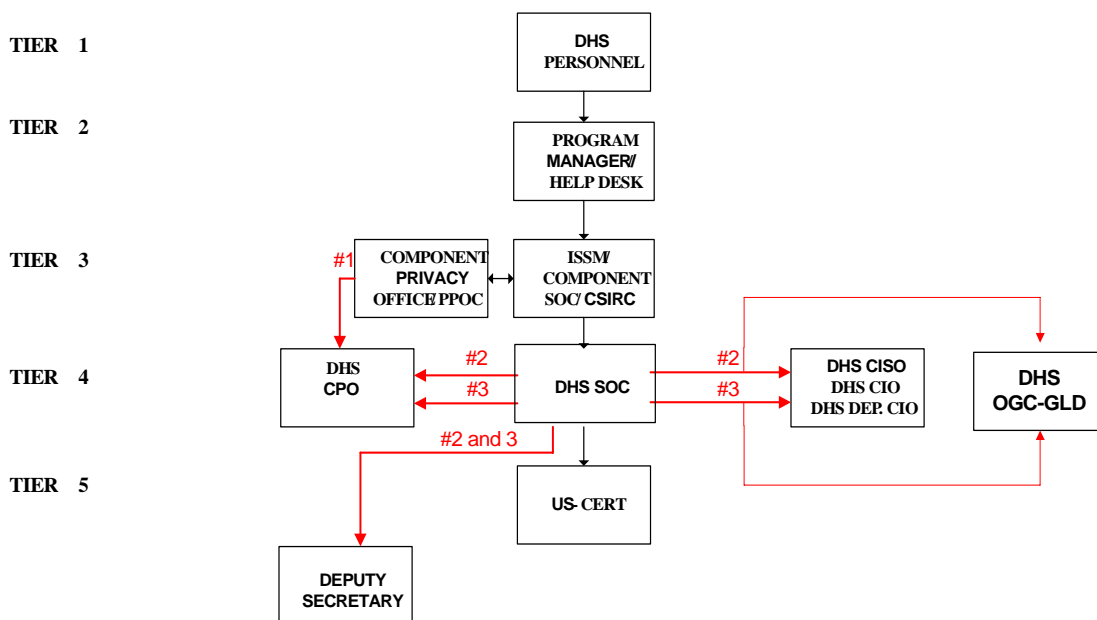 TIER 1
DHS
PERSONNEL
TIER 2
PROGRAM
MANAGER/
HELP DESK
TIER 3
#1
COMPONENT
PRIVACY
OFFICE/PPOC
ISSM/
COMPONENT
SOC/ CSIRC
TIER 4
DHS
CPO
#2
#3
DHS SOC
#2
#3
DHS CISO
DHS CIO
DHS DEP. CIO
DHS
OGC-GLD
#2 and 3
TIER 5
US- CERT
DEPUTY
SECRETARY